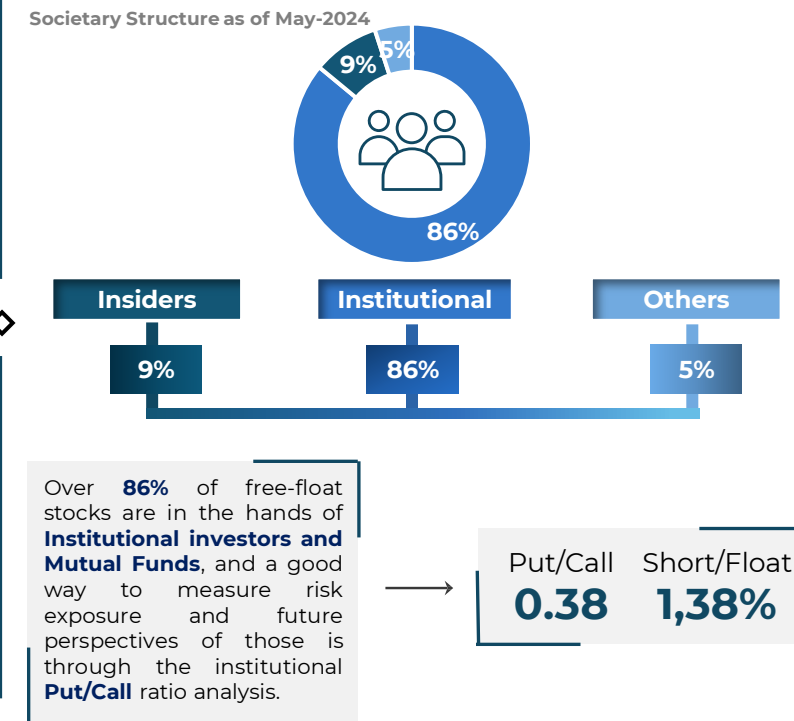 Societary Structure as of May-2024
5%
9%
86%
Insiders
Institutional
Others
9%
86%
5%
Over 86% of free-float
stocks are in the hands of
Institutional investors and
Mutual Funds, and a good
way to measure risk
exposure and future
perspectives of those is
through the institutional
Put/Call ratio analysis.
Put/Call Short/Float
0.38 1,38%